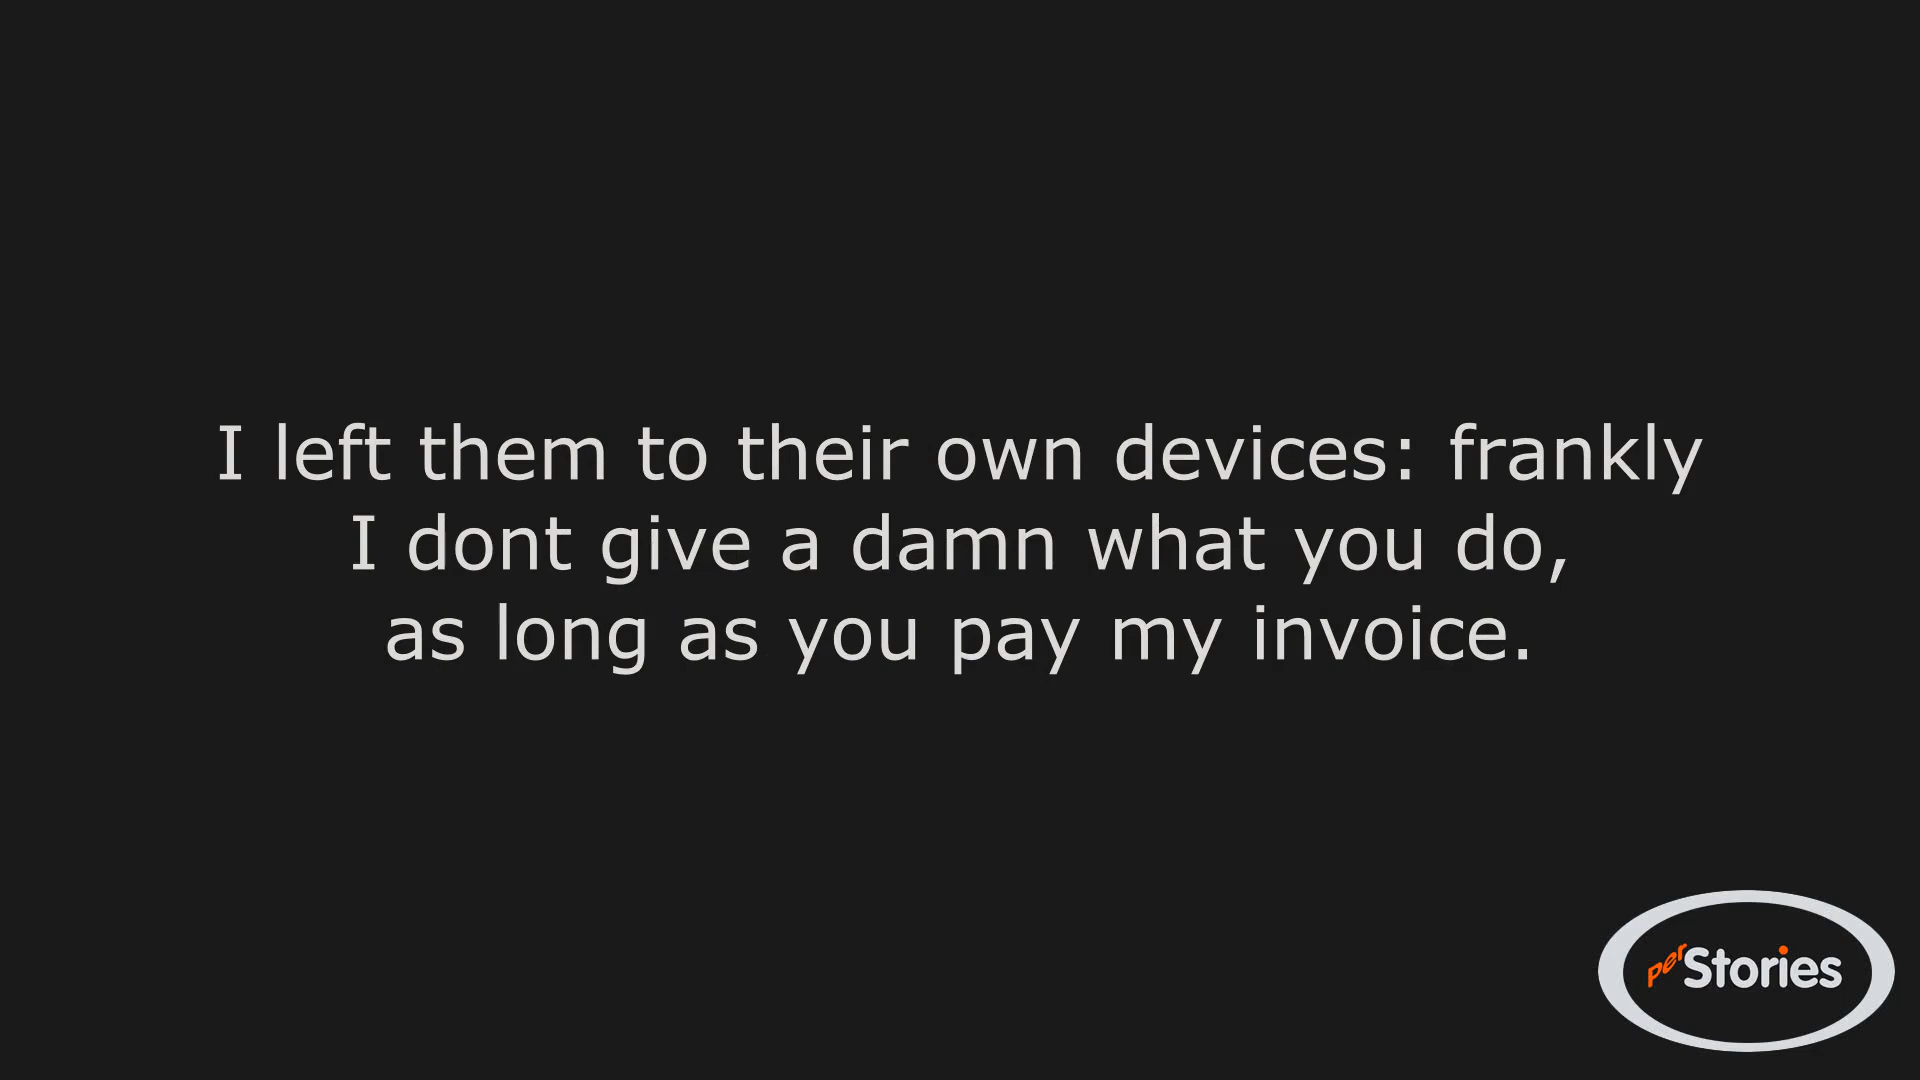 I left them to their own devices: frankly
I dont give a damn what you do,
as long as you pay my invoice.
perStories